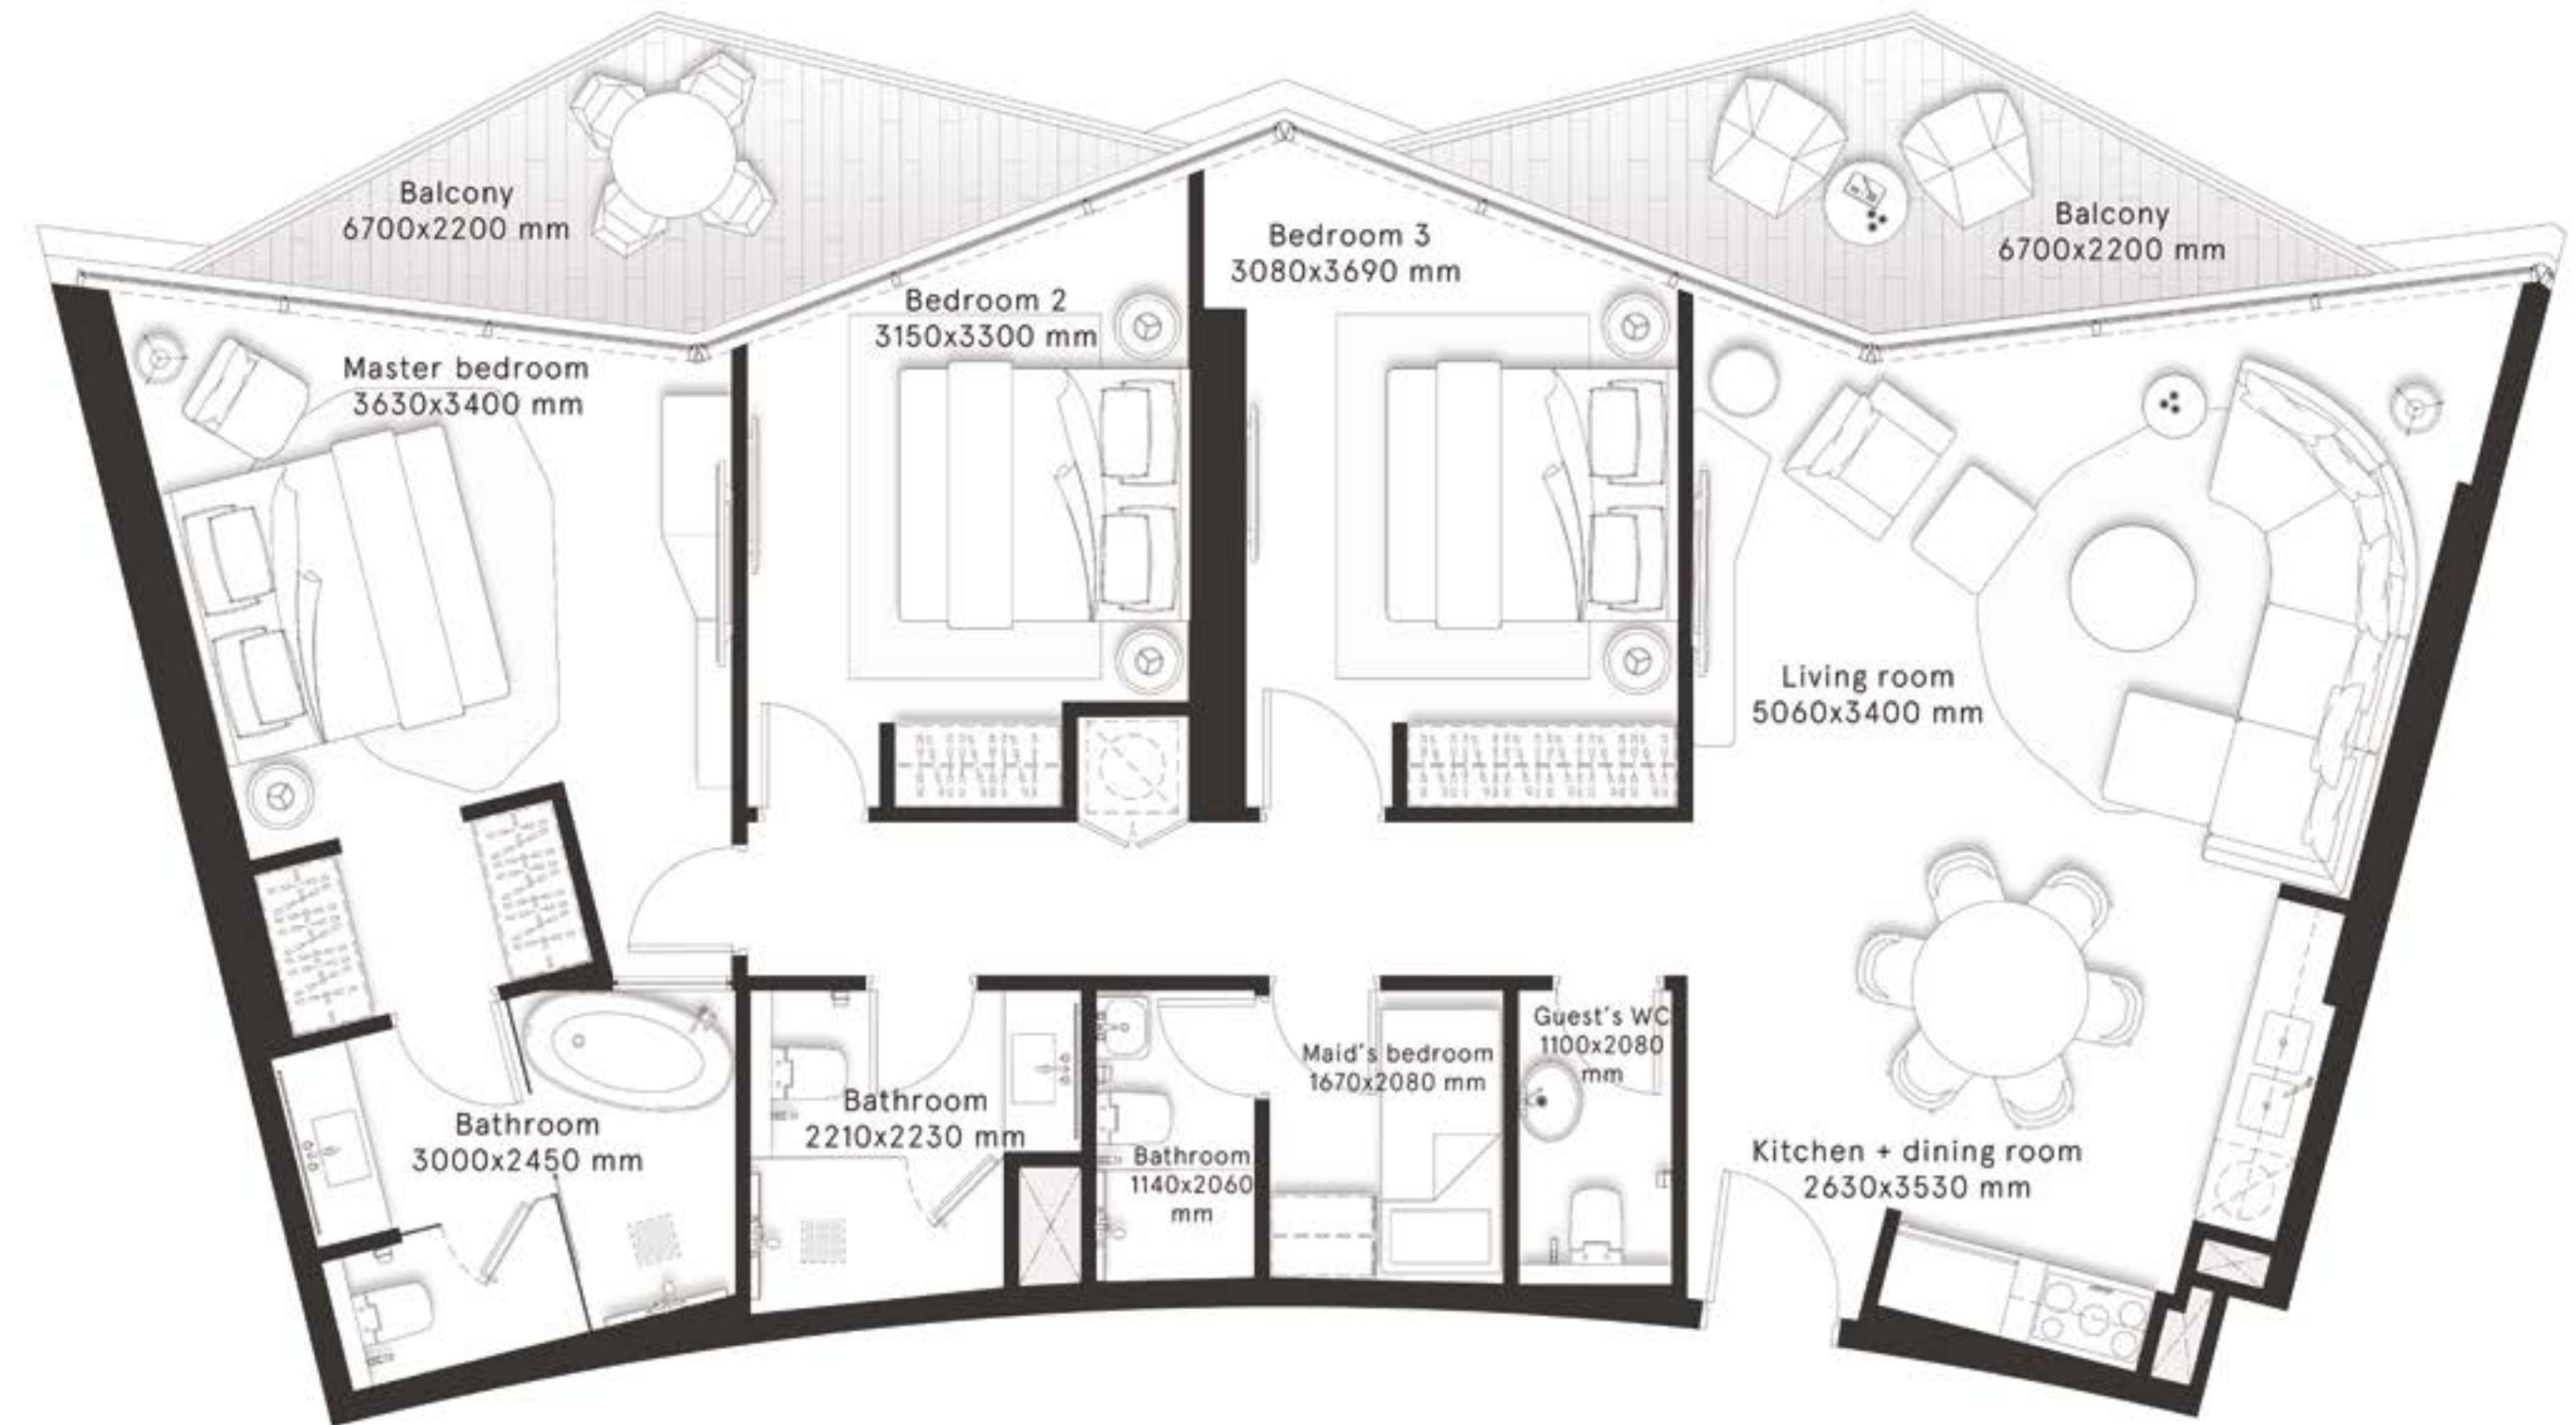 Balcony
6700x2200 mm
Balcony
6700x2200 mm
Bedroom 3
3080x3690 mm
Bedroom 2
3150x3300 mm
Master bedroom
3630x3400 mm
Living room
5060x3400 mm
Guest's WC
1100x2080
mm
Maid's bedroom
1670x2080 mm
Bathroom
2210x2230 mm
Bathroom
3000x2450 mm
Bathroom
1140x2060
mm
Kitchen + dining room
2630x3530 mm